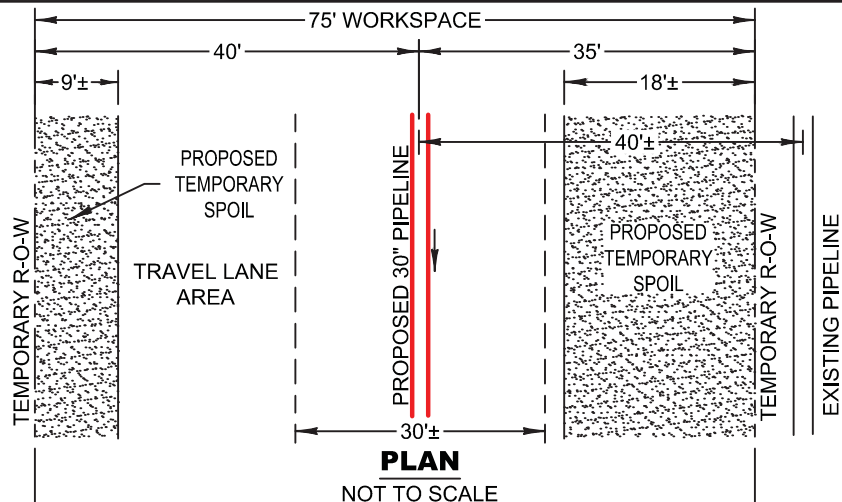 75' WORKSPACE
40'
35'
9'±
18'±
40'±
PROPOSED
TEMPORARY
SPOIL
TRAVEL LANE
AREA
TEMPORARY R-O-W
PROPOSED 30" PIPELINE
PROPOSED
TEMPORARY
SPOIL
TEMPORARY R-O-W
EXISTING PIPELINE
30'±
PLAN
NOT TO SCALE